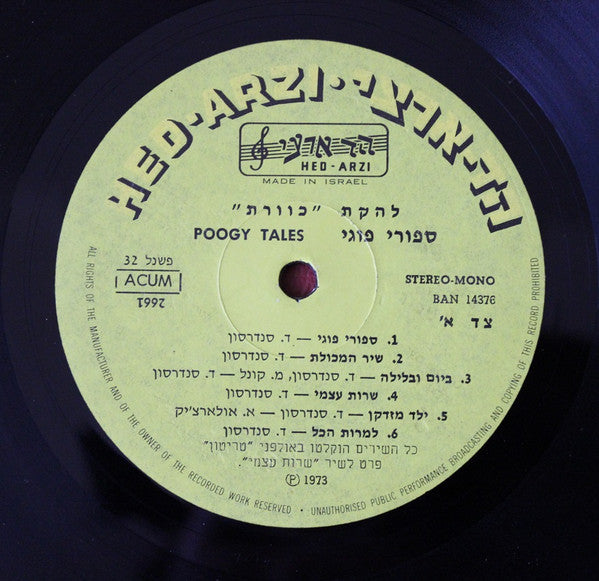 HED-ARZI·הד-ארצי
הד ארצי
HED-ARZI
MADE IN ISRAEL
להקת "כוורת"
ספורי פוגי POOGY TALES
פשנל 32
ACUM
2661
STEREO-MONO
BAN 14376
צד א'
1. ספורי פוגי — ד. סנדרסון
2. שיר המכולת
3. ביום ובלילה — ד. סנדרסון, מ. קונל — ד. סנדרסון
4. שרות עצמי — ד. סנדרסון
5. ילד מזדקן — ד. סנדרסון — א. אולארצ'יק
6. למרות הכל — ד. סנדרסון
כל השירים הוקלטו באולפני "טריטון"
פרט לשיר "שרות עצמי".
Ⓟ 1973
ALL RIGHTS OF THE MANUFACTURER AND OF THE OWNER OF THE RECORDED WORK RESERVED · UNAUTHORISED PUBLIC PERFORMANCE BROADCASTING AND COPYING OF THIS RECORD PROHIBITED